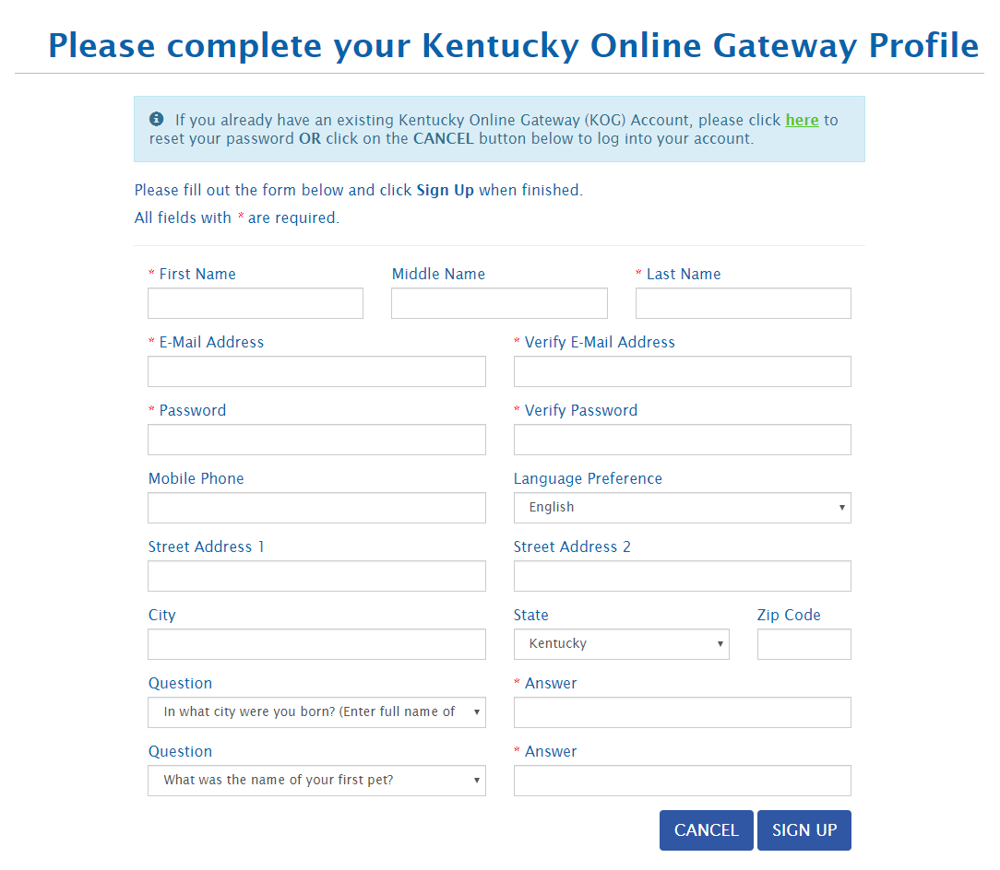 Please complete your Kentucky Online Gateway Profile
If you already have an existing Kentucky Online Gateway (KOG) Account, please click here to
reset your password OR click on the CANCEL button below to log into your account.
Please fill out the form below and click Sign Up when finished.
All fields with * are required.
* First Name Middle Name * Last Name
* E-Mail Address * Verify E-Mail Address
* Password * Verify Password
Mobile Phone Language Preference
English
Street Address 1 Street Address 2
City State Zip Code
Kentucky
Question * Answer
In what city were you born? (Enter full name of
Question * Answer
What was the name of your first pet?
CANCEL SIGN UP